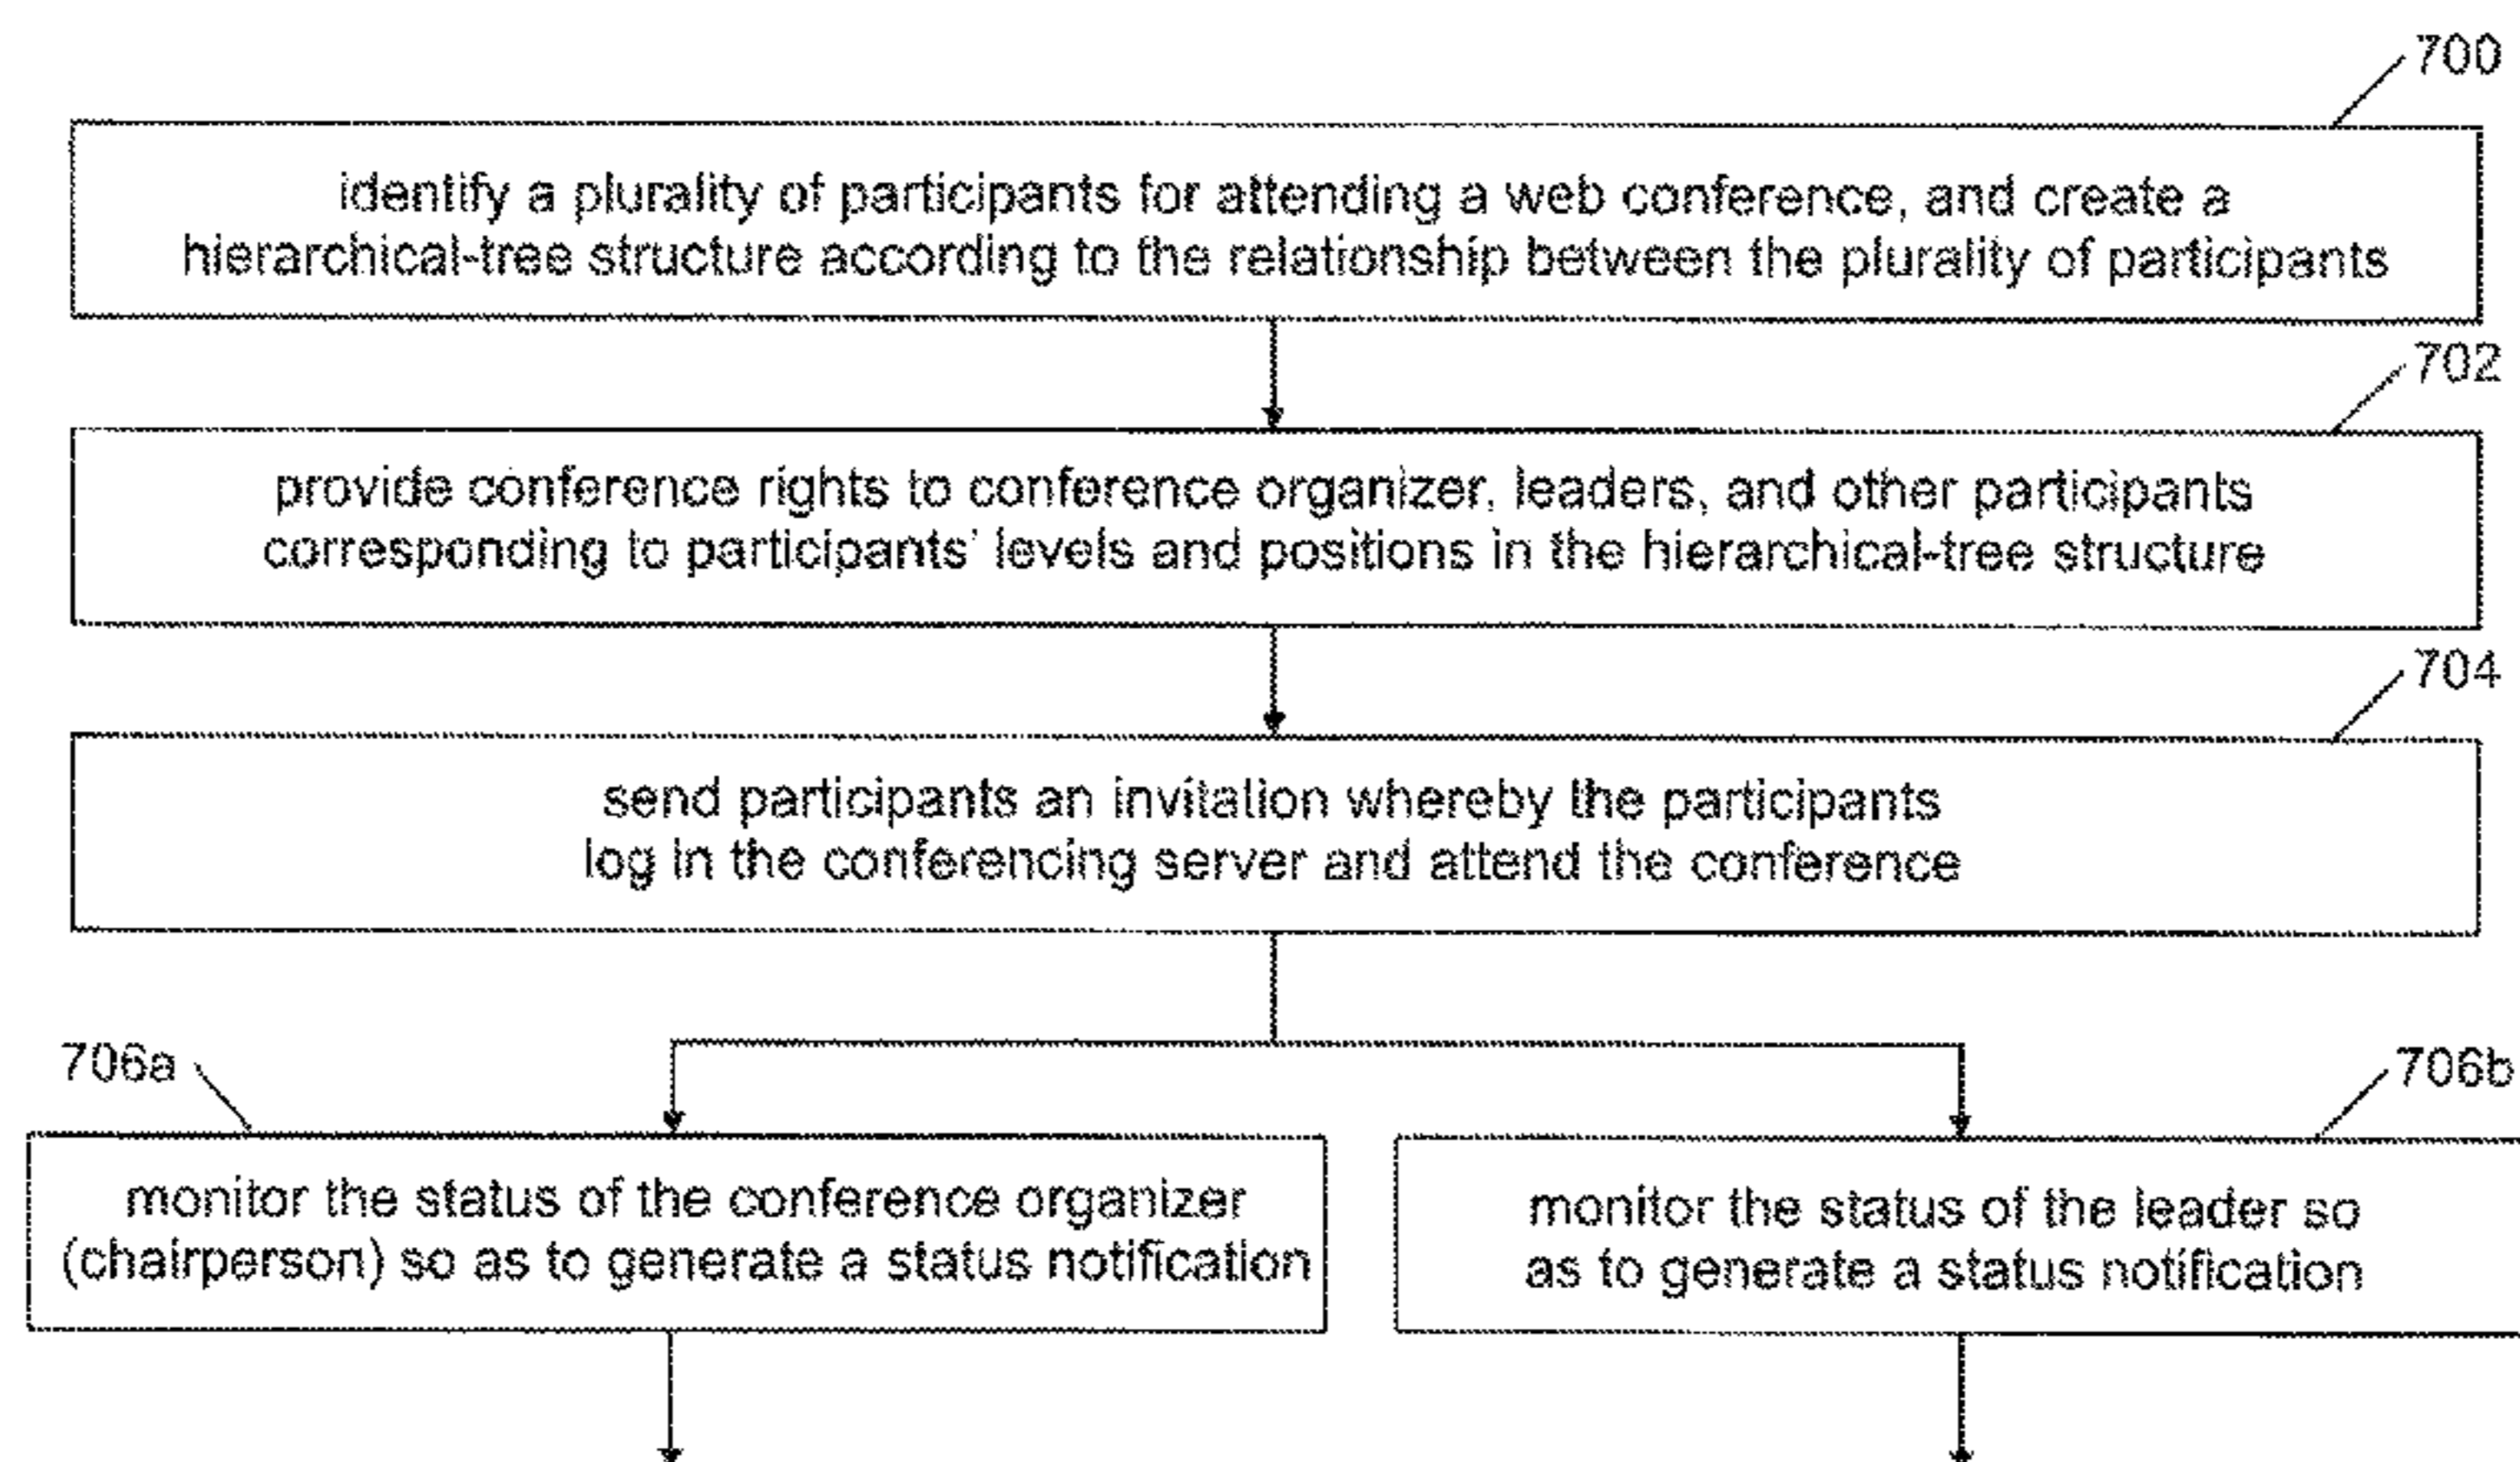 700
identify a plurality of participants for attending a web conference, and create a
hierarchical-tree structure according to the relationship between the plurality of participants
702
provide conference rights to conference organizer, leaders, and other participants
corresponding to participants' levels and positions in the hierarchical-tree structure
704
send participants an invitation whereby the participants
log in the conferencing server and attend the conference
706a
706b
monitor the status of the conference organizer
(chairperson) so as to generate a status notification
monitor the status of the leader so
as to generate a status notification